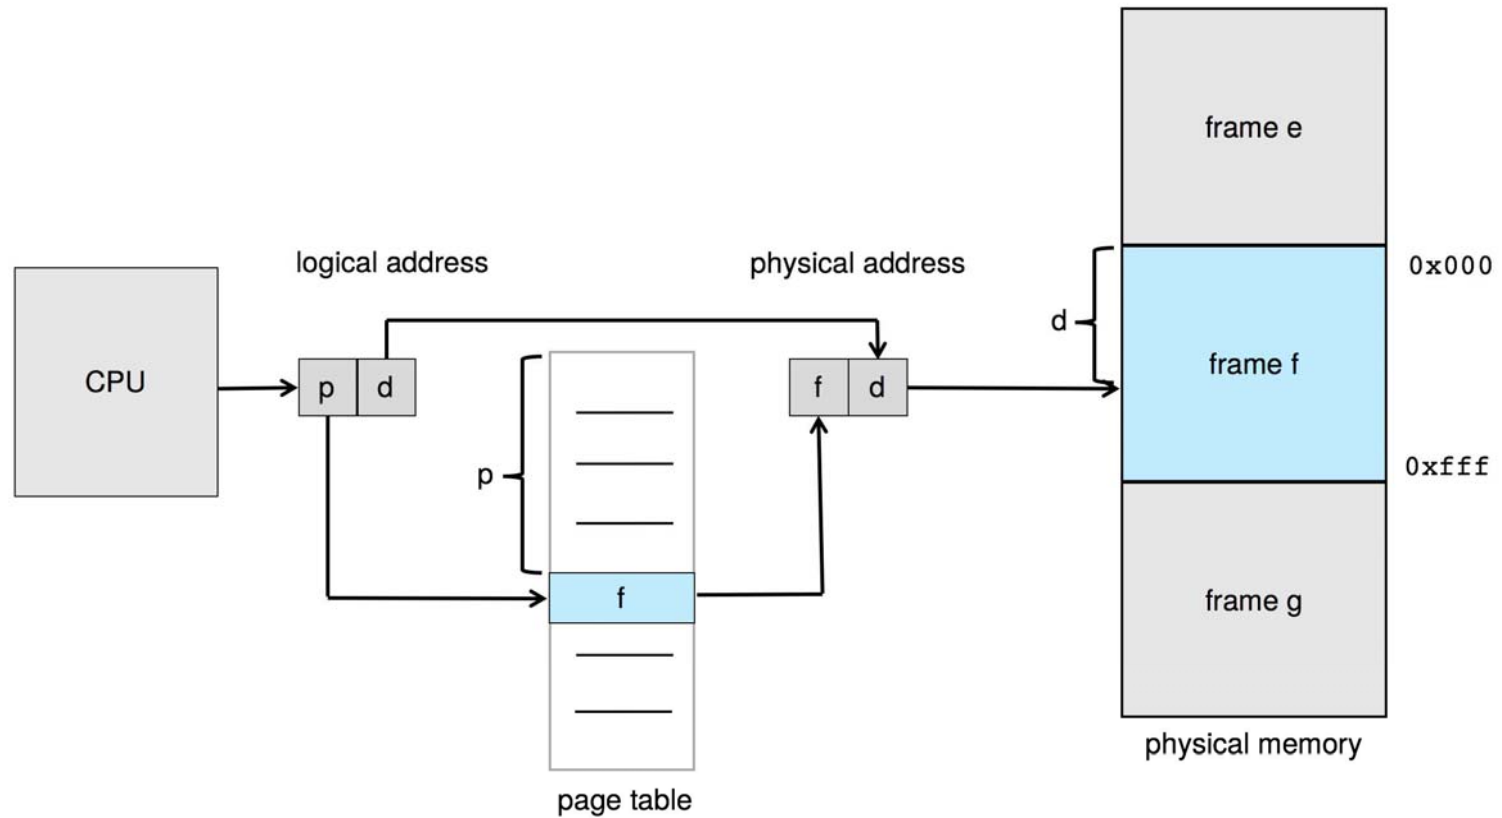 frame e
logical address
physical address
0x000
d
frame f
CPU
p d
f d
p
0xfff
f
frame g
physical memory
page table